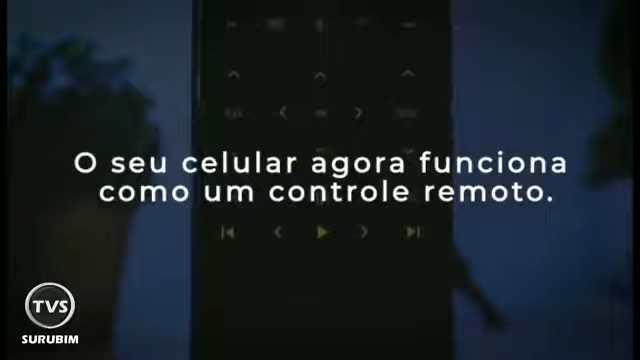 O seu celular agora funciona
como um controle remoto.
TVS
SURUBIM